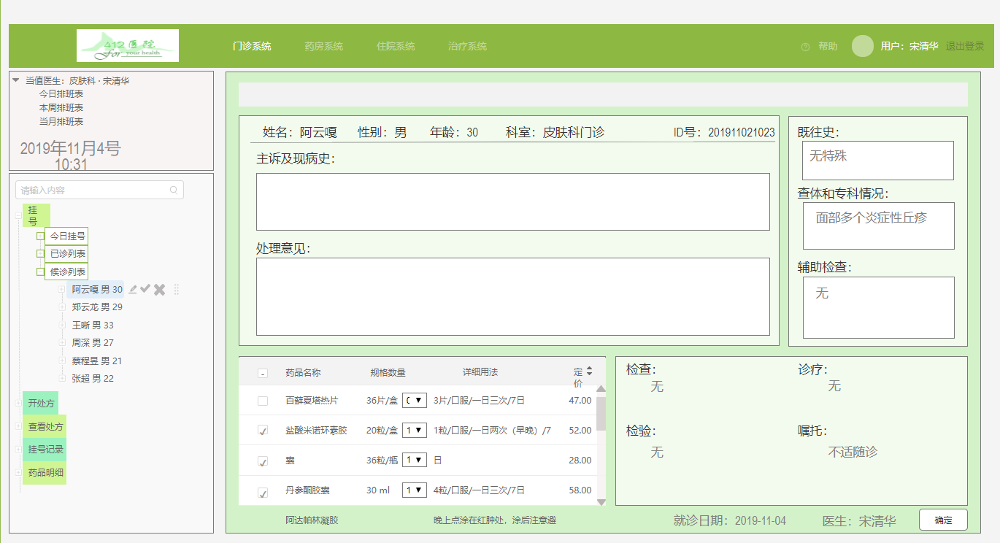 412医院
For your health
门诊系统 药房系统 住院系统 治疗系统
帮助 用户：宋清华 退出登录
当值医生：皮肤科 · 宋清华
今日排班表
本周排班表
当月排班表
2019年11月4号
10:31
请输入内容
挂
号
今日挂号
已诊列表
候诊列表
阿云嘎 男 30
郑云龙 男 29
王晰 男 33
周深 男 27
蔡程昱 男 21
张超 男 22
开处方
查看处方
挂号记录
药品明细
姓名：阿云嘎 性别：男 年龄：30 科室：皮肤科门诊 ID号：201911021023
主诉及现病史：
处理意见：
既往史：
无特殊
查体和专科情况：
面部多个炎症性丘疹
辅助检查：
无
药品名称 规格数量 详细用法 定
价
百藓夏塔热片 36片/盒 0 3片/口服/一日三次/7日 47.00
盐酸米诺环素胶 20粒/盒 1 1粒/口服/一日两次（早晚）/7 52.00
囊 36粒/瓶 1 日 28.00
丹参酮胶囊 30 ml 1 4粒/口服/一日三次/7日 58.00
阿达帕林凝胶 晚上点涂在红肿处，涂后注意避
检查： 诊疗：
无 无
检验： 嘱托：
无 不适随诊
就诊日期：2019-11-04 医生：宋清华 确定